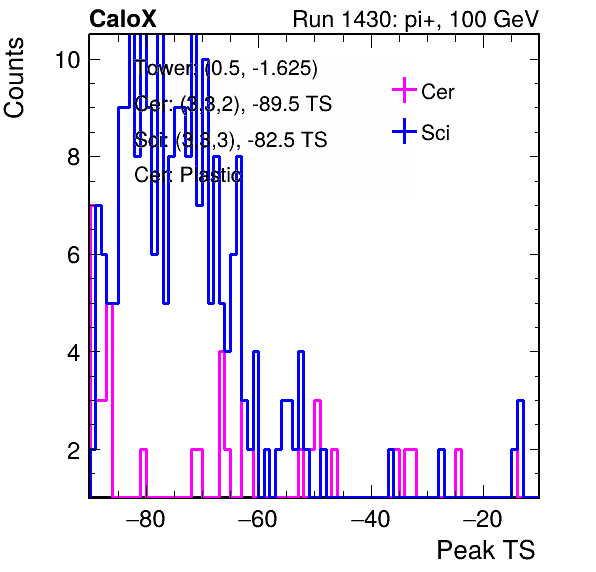 CaloX Run 1430: pi+, 100 GeV
Counts
Tower: (0.5, -1.625)
Cer: (3,3,2), -89.5 TS
Sci: (3,3,3), -82.5 TS
Cer: Plastic
Cer
Sci
10
8
6
4
2
−80 −60 −40 −20
Peak TS